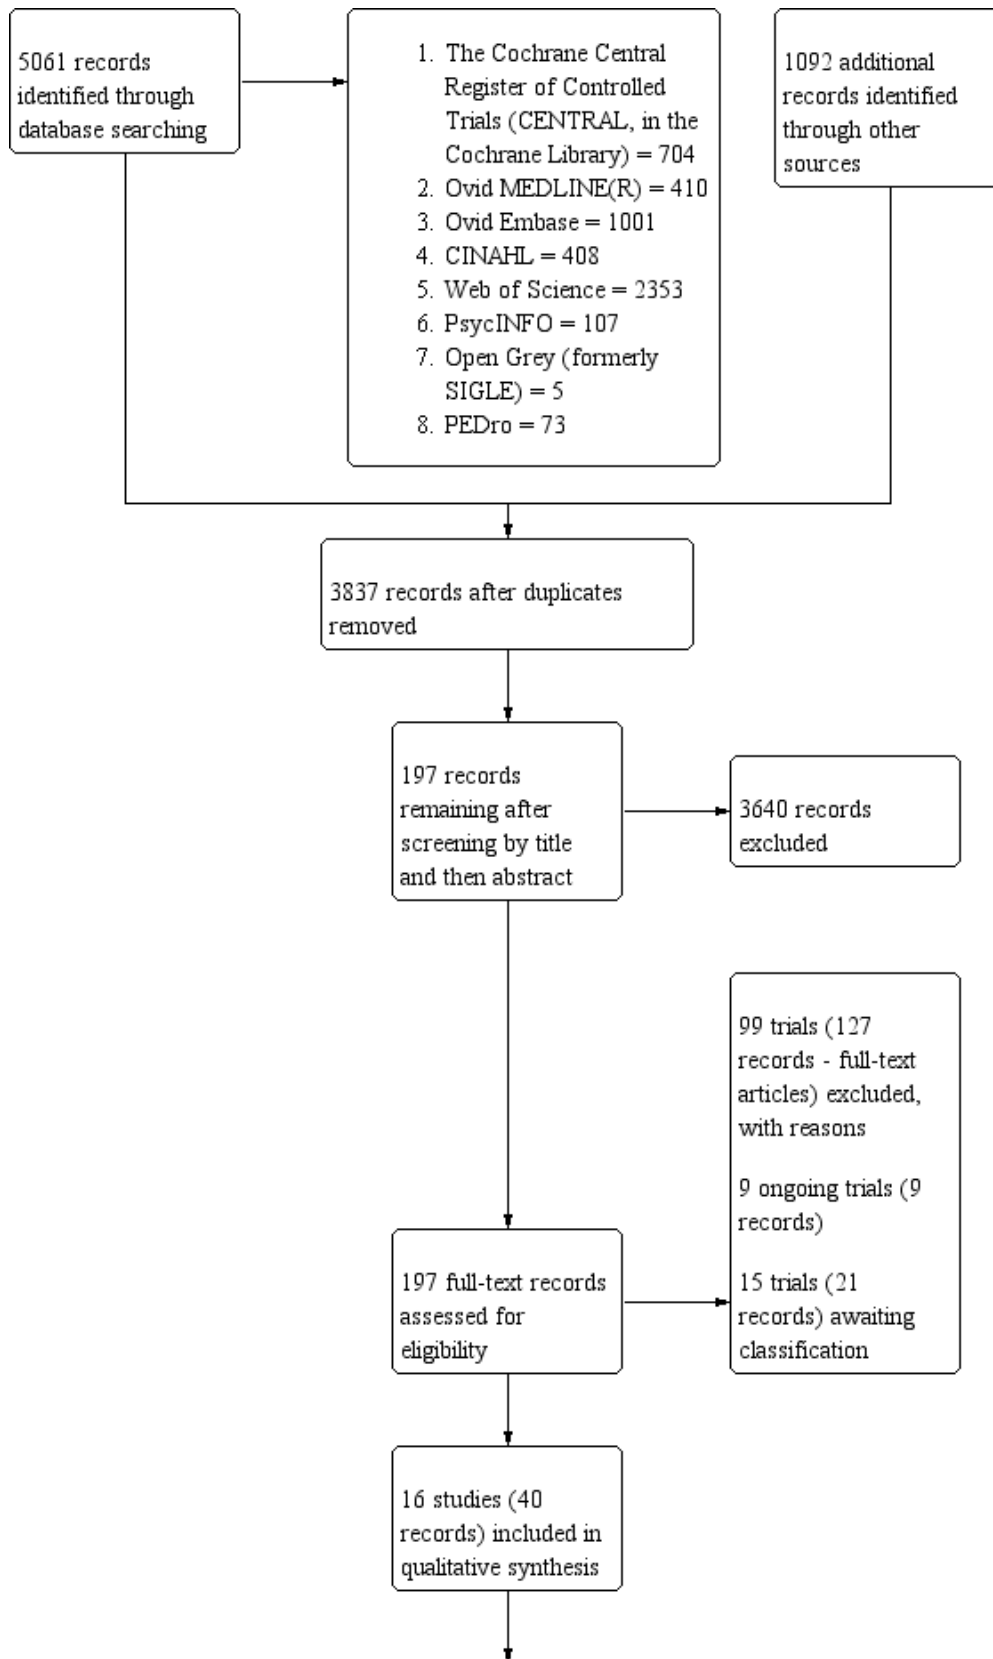 5061 records
identified through
database searching
1. The Cochrane Central
Register of Controlled
Trials (CENTRAL, in the
Cochrane Library) = 704
2. Ovid MEDLINE(R) = 410
3. Ovid Embase = 1001
4. CINAHL = 408
5. Web of Science = 2353
6. PsycINFO = 107
7. Open Grey (formerly
SIGLE) = 5
8. PEDro = 73
1092 additional
records identified
through other
sources
3837 records after duplicates
removed
197 records
remaining after
screening by title
and then abstract
3640 records
excluded
99 trials (127
records - full-text
articles) excluded,
with reasons
9 ongoing trials (9
records)
15 trials (21
records) awaiting
classification
197 full-text records
assessed for
eligibility
16 studies (40
records) included in
qualitative synthesis